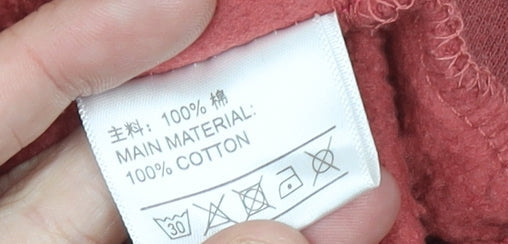 主料：100% 棉
MAIN MATERIAL:
100% COTTON
30